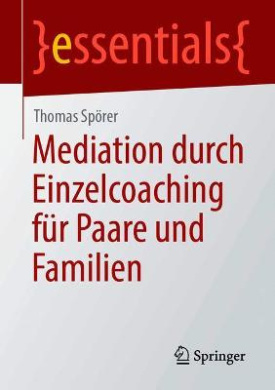 }essentials{
Thomas Spörer
Mediation durch
Einzelcoaching
für Paare und
Familien
Springer